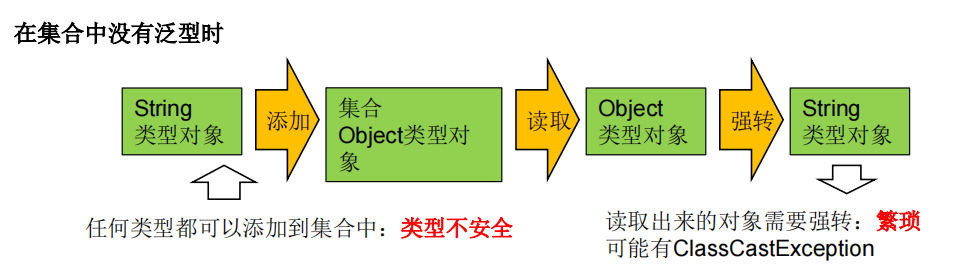 在集合中没有泛型时
String
类型对象
添加
集合
Object类型对
象
读取
Object
类型对象
强转
String
类型对象
任何类型都可以添加到集合中：类型不安全
读取出来的对象需要强转：繁琐
可能有ClassCastException